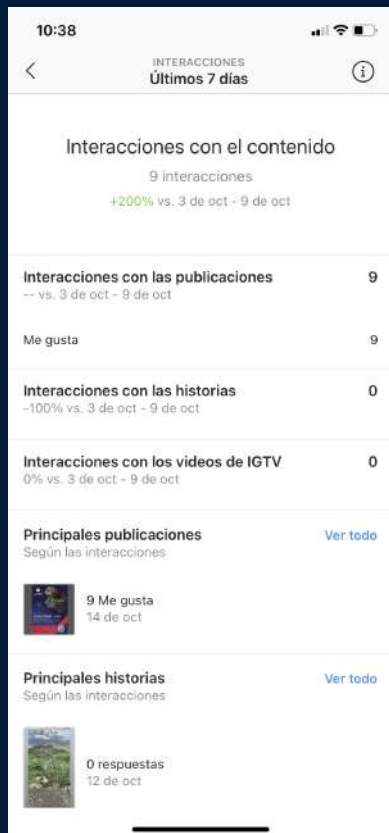 10:38
INTERACCIONES
Últimos 7 días
Interacciones con el contenido
9 interacciones
+200% vs. 3 de oct - 9 de oct
Interacciones con las publicaciones 9
-- vs. 3 de oct - 9 de oct
Me gusta 9
Interacciones con las historias 0
-100% vs. 3 de oct - 9 de oct
Interacciones con los videos de IGTV 0
0% vs. 3 de oct - 9 de oct
Principales publicaciones Ver todo
Según las interacciones
9 Me gusta
14 de oct
Principales historias Ver todo
Según las interacciones
0 respuestas
12 de oct